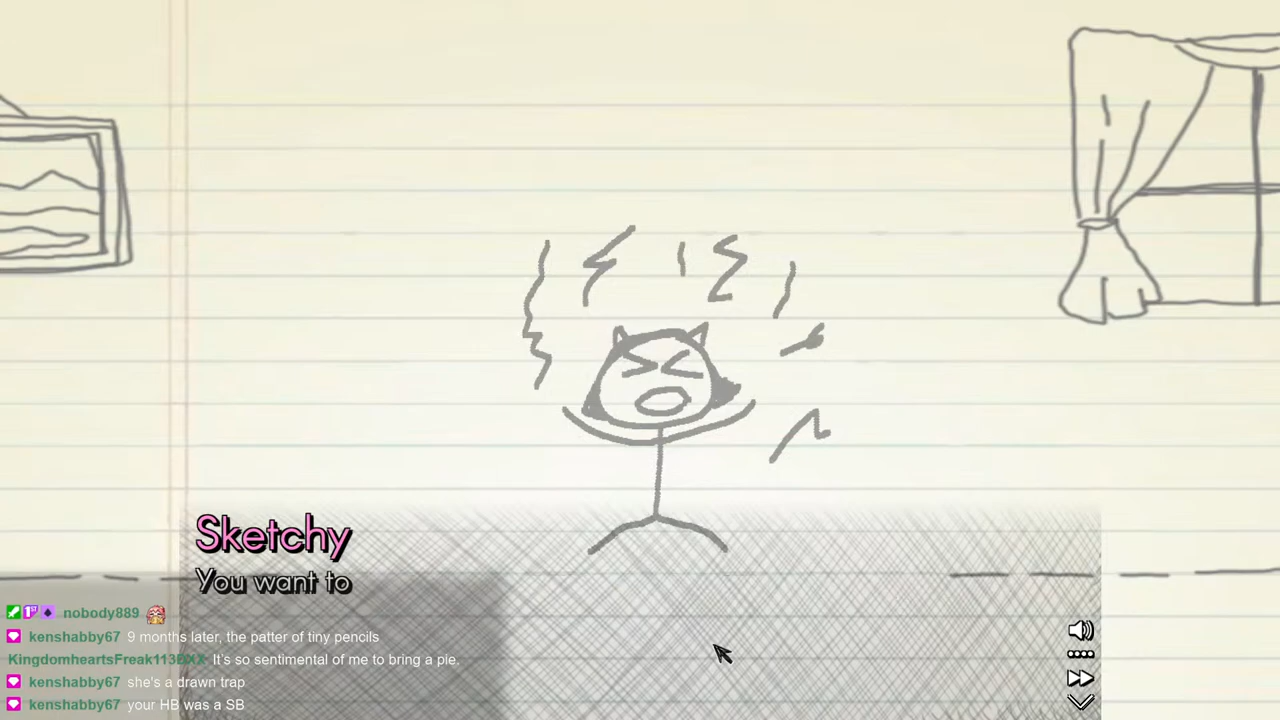 Sketchy
You want to
nobody889
kenshabby67 9 months later, the patter of tiny pencils
KingdomheartsFreak113 It's so sentimental of me to bring a pie.
kenshabby67 she's a drawn trap
kenshabby67 your HB was a SB